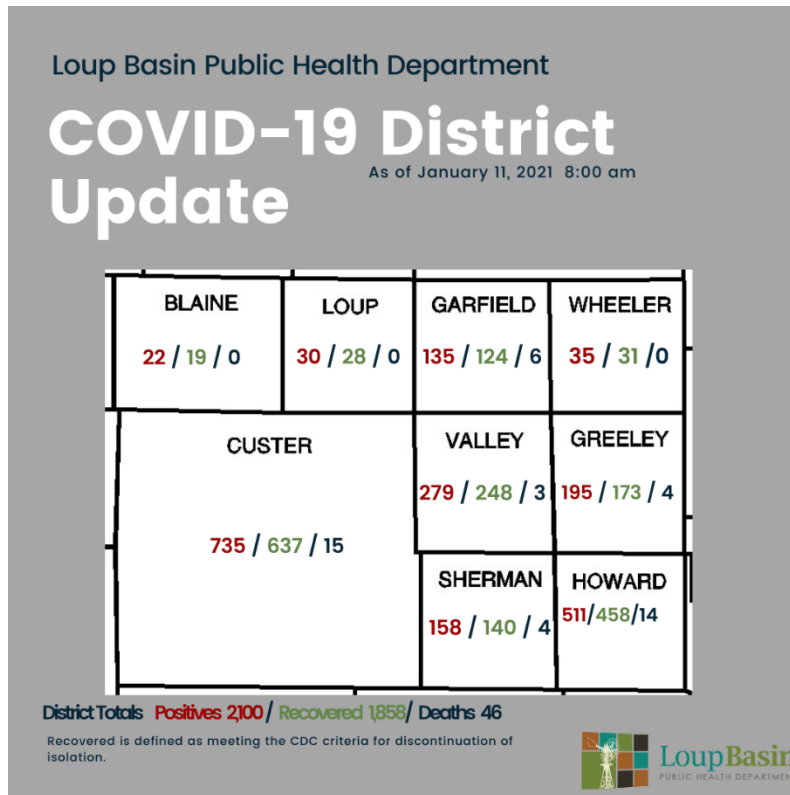 Loup Basin Public Health Department
COVID-19 District
As of January 11, 2021 8:00 am
Update
BLAINE
22 / 19 / 0
LOUP
30 / 28 / 0
GARFIELD
135 / 124 / 6
WHEELER
35 / 31 /0
CUSTER
735 / 637 / 15
VALLEY
279 / 248 / 3
GREELEY
195 / 173 / 4
SHERMAN
158 / 140 / 4
HOWARD
511/458/14
District Totals Positives 2,100 / Recovered 1,858/ Deaths 46
Recovered is defined as meeting the CDC criteria for discontinuation of
isolation.
LoupBasin
PUBLIC HEALTH DEPARTMENT